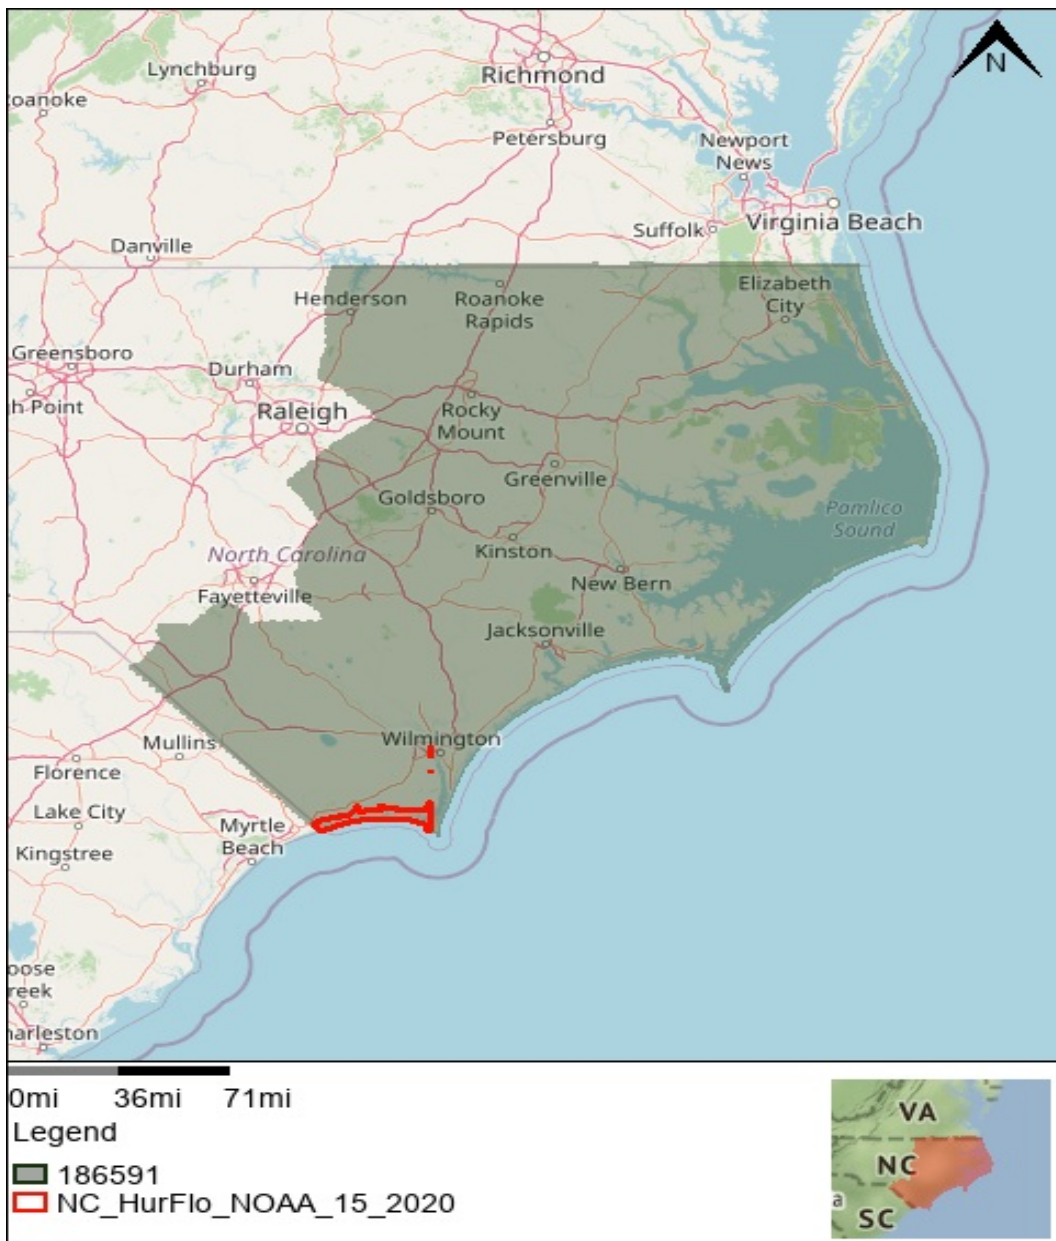 Lynchburg
Richmond
oanoke
Petersburg
Newport
News
Suffolk
Virginia Beach
Danville
Henderson
Roanoke
Rapids
Elizabeth
City
Greensboro
Durham
gh Point
Raleigh
Rocky
Mount
Greenville
Goldsboro
Pamlico
Sound
North Carolina
Kinston
New Bern
Fayetteville
Jacksonville
Mullins
Wilmington
Florence
Lake City
Myrtle
Beach
Kingstree
oose
reek
harleston
N
0mi 36mi 71mi
Legend
186591
NC_HurFlo_NOAA_15_2020
VA
NC
a
SC